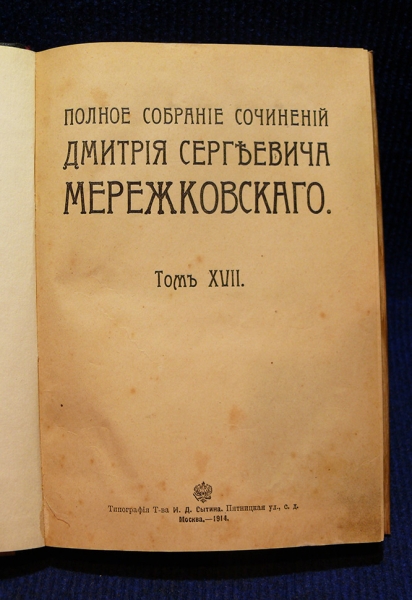 ПОЛНОЕ СОБРАНІЕ СОЧИНЕНІЙ
ДМИТРІЯ СЕРГѢЕВИЧА
МЕРЕЖКОВСКАГО.
Томъ XVII.
Типографія Т-ва И. Д. Сытина. Пятницкая ул., с. д.
Москва.—1914.